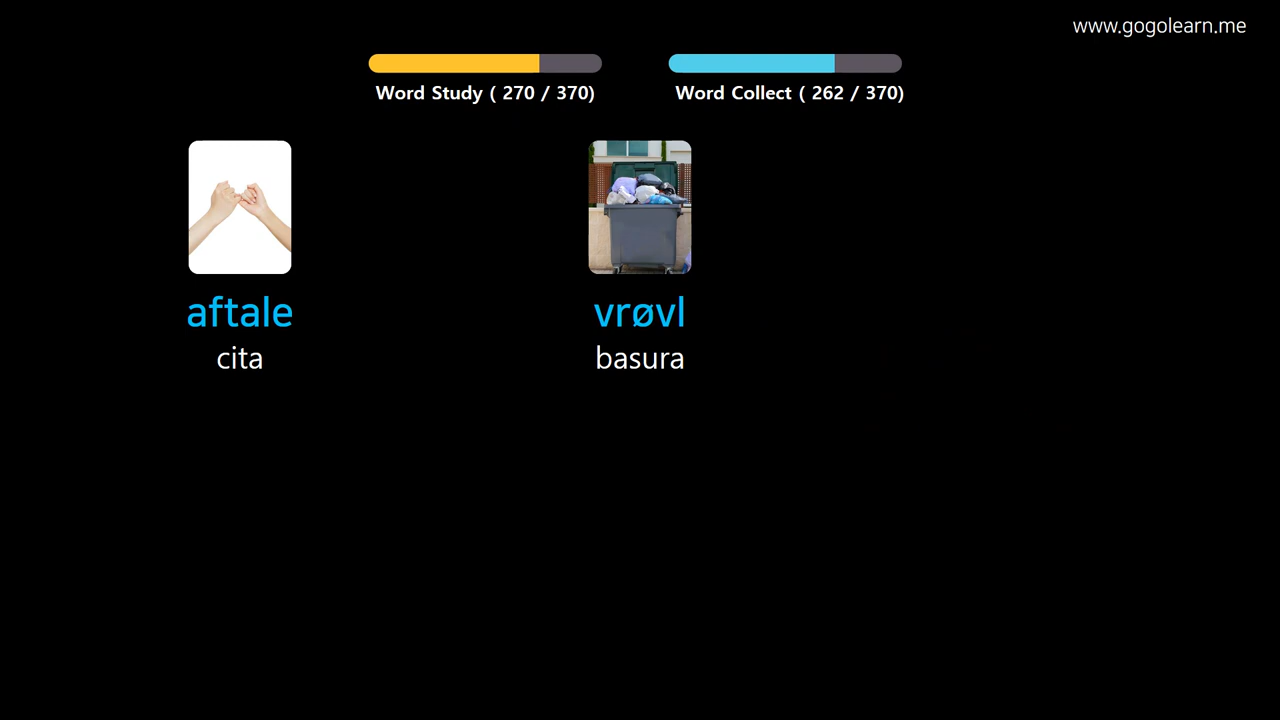 www.gogolearn.me
Word Study ( 270 / 370)
Word Collect ( 262 / 370)
aftale
cita
vrøvl
basura